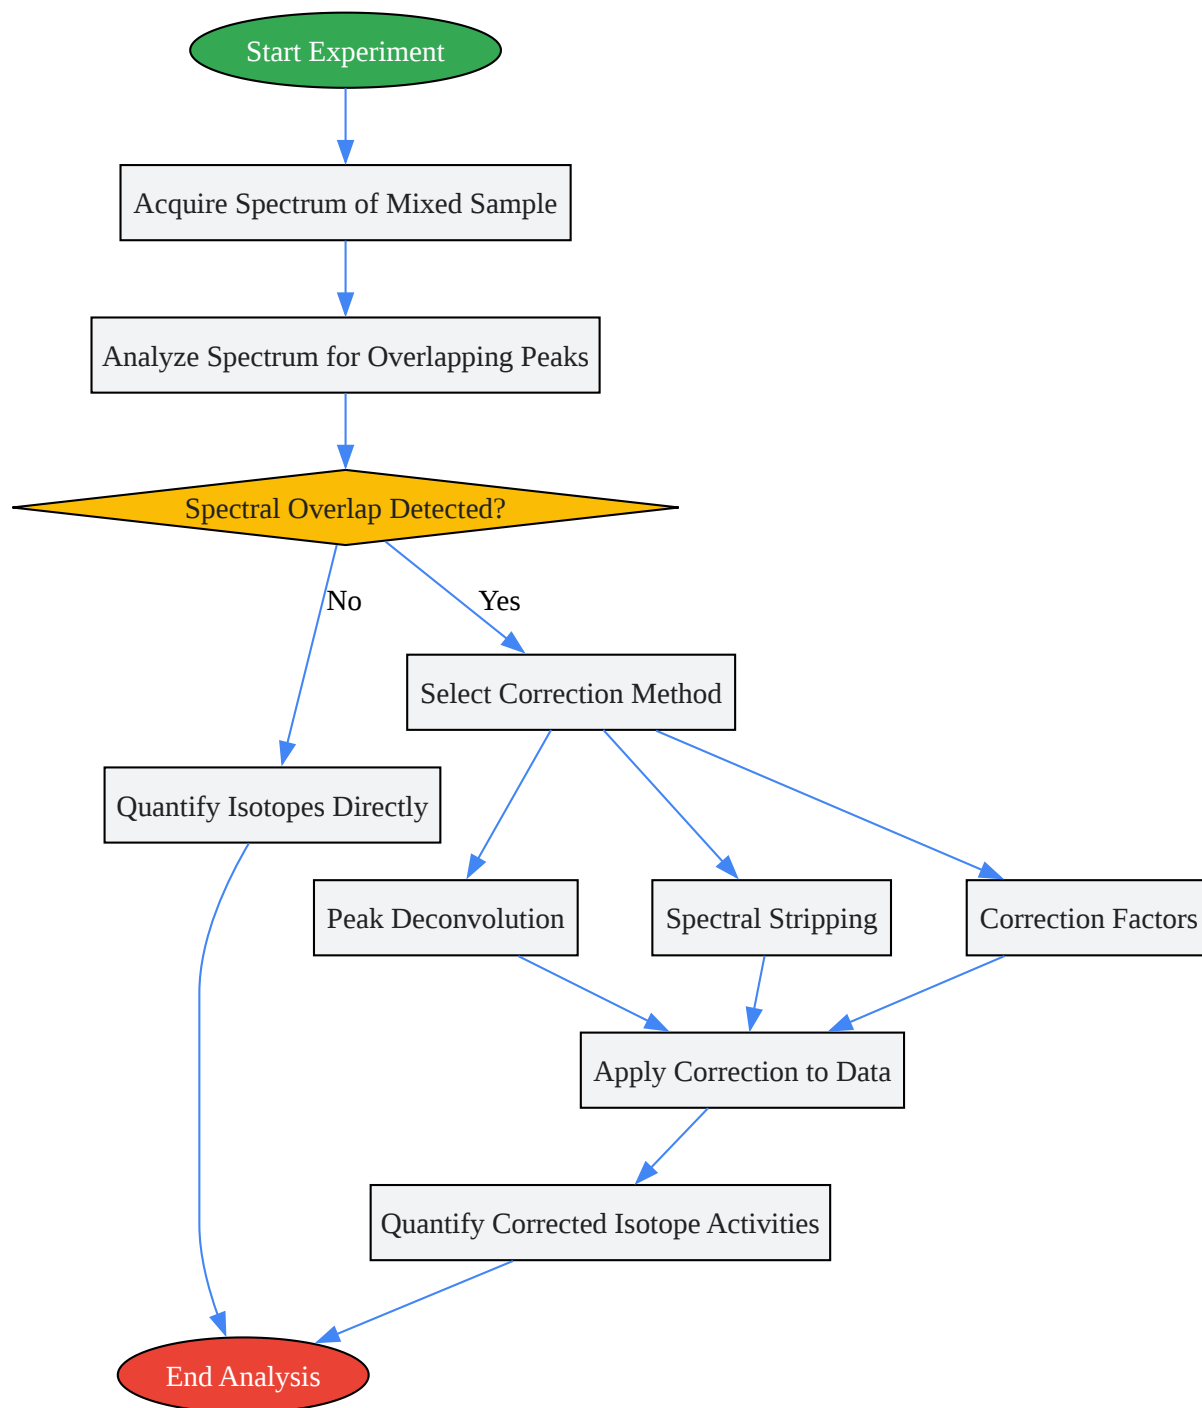 Start Experiment
Acquire Spectrum of Mixed Sample
Analyze Spectrum for Overlapping Peaks
Spectral Overlap Detected?
No
Yes
Select Correction Method
Quantify Isotopes Directly
Peak Deconvolution
Spectral Stripping
Correction Factors
Apply Correction to Data
Quantify Corrected Isotope Activities
End Analysis